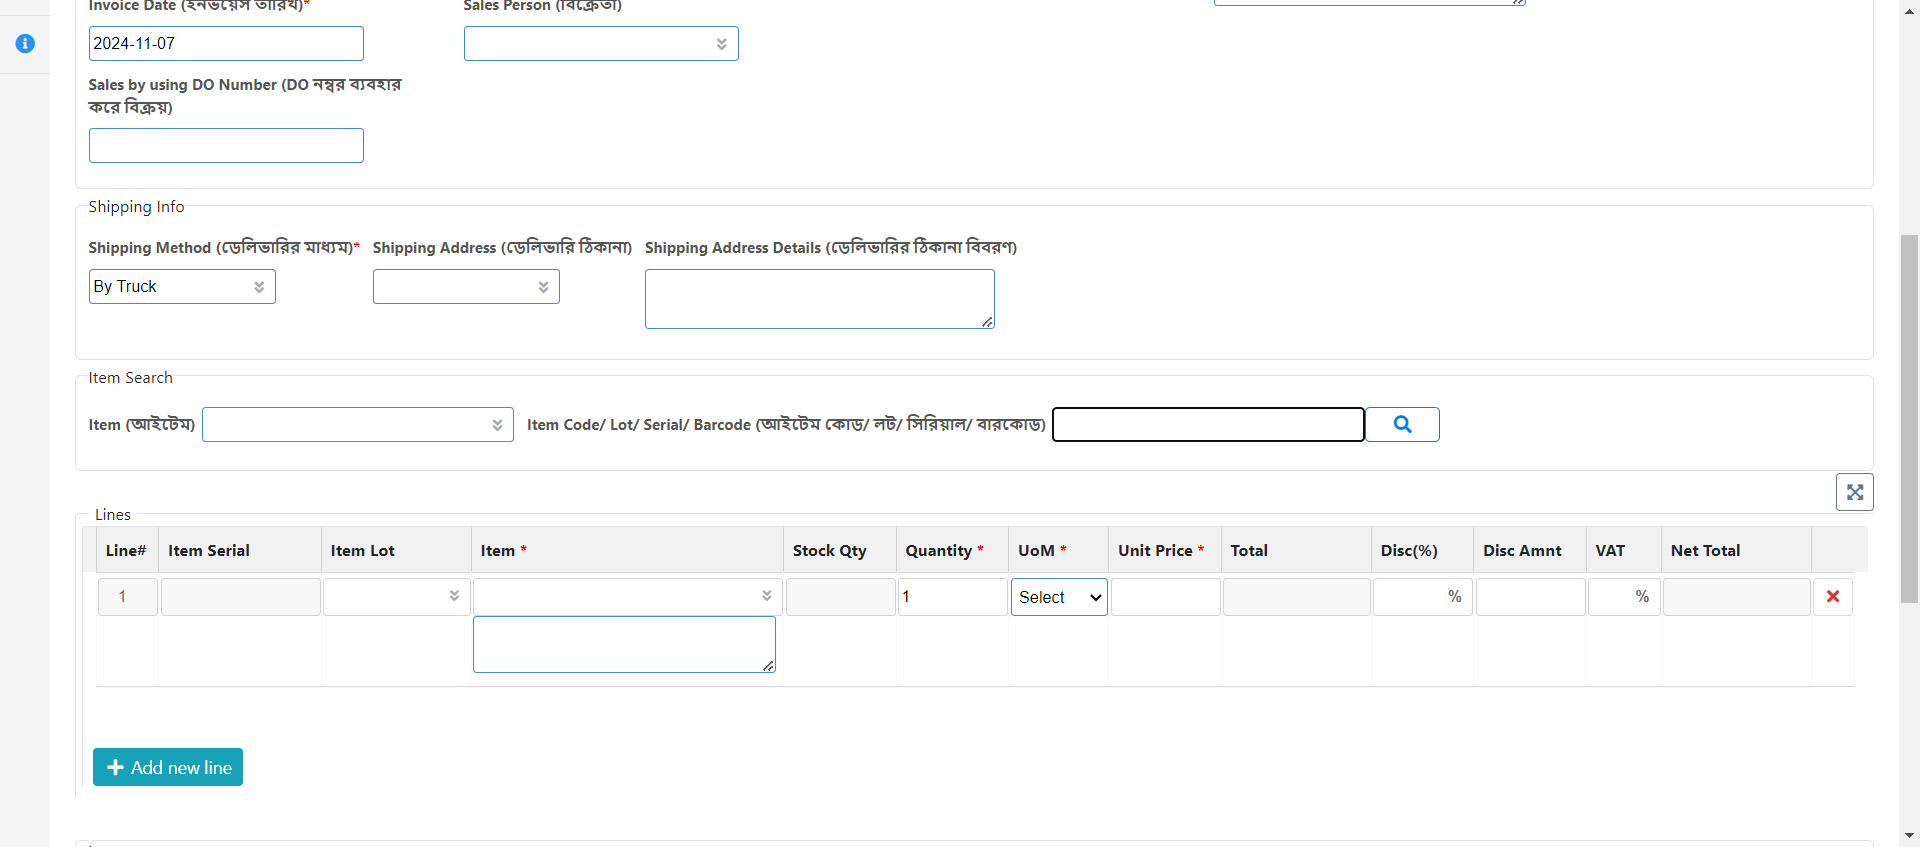 Invoice Date (ইনভয়েস তারিখ)*
Sales Person (বিক্রেতা)
2024-11-07
Sales by using DO Number (DO নম্বর ব্যবহার
করে বিক্রয়)
Shipping Info
Shipping Method (ডেলিভারির মাধ্যম)*
Shipping Address (ডেলিভারি ঠিকানা)
Shipping Address Details (ডেলিভারির ঠিকানা বিবরণ)
By Truck
Item Search
Item (আইটেম)
Item Code/ Lot/ Serial/ Barcode (আইটেম কোড/ লট/ সিরিয়াল/ বারকোড)
Lines
Line# Item Serial Item Lot Item * Stock Qty Quantity * UoM * Unit Price * Total Disc(%) Disc Amnt VAT Net Total
1 1 Select % %
Add new line